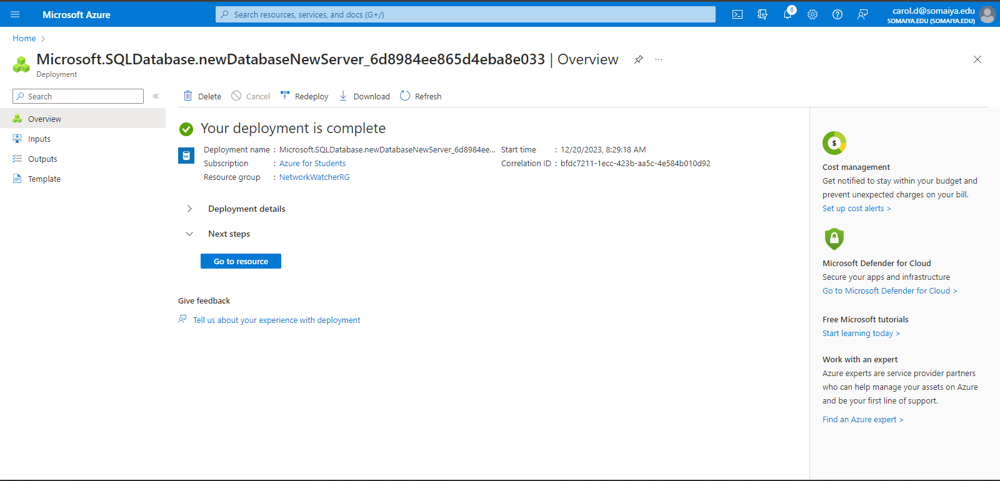 Microsoft Azure
Search resources, services, and docs (G+/)
6
carol.d@somaiya.edu
SOMAIYA.EDU (SOMAIYA.EDU)
Home >
Microsoft.SQLDatabase.newDatabaseNewServer_6d8984ee865d4eba8e033 | Overview
Deployment
Search
Overview
Inputs
Outputs
Template
Delete Cancel Redeploy Download Refresh
Your deployment is complete
SQL
Deployment name : Microsoft.SQLDatabase.newDatabaseNewServer_6d8984ee...
Subscription : Azure for Students
Resource group : NetworkWatcherRG
Start time : 12/20/2023, 8:29:18 AM
Correlation ID : bfdc7211-1ecc-423b-aa5c-4e584b010d92
Deployment details
Next steps
Go to resource
Give feedback
Tell us about your experience with deployment
$
Cost management
Get notified to stay within your budget and
prevent unexpected charges on your bill.
Set up cost alerts >
Microsoft Defender for Cloud
Secure your apps and infrastructure
Go to Microsoft Defender for Cloud >
Free Microsoft tutorials
Start learning today >
Work with an expert
Azure experts are service provider partners
who can help manage your assets on Azure
and be your first line of support.
Find an Azure expert >